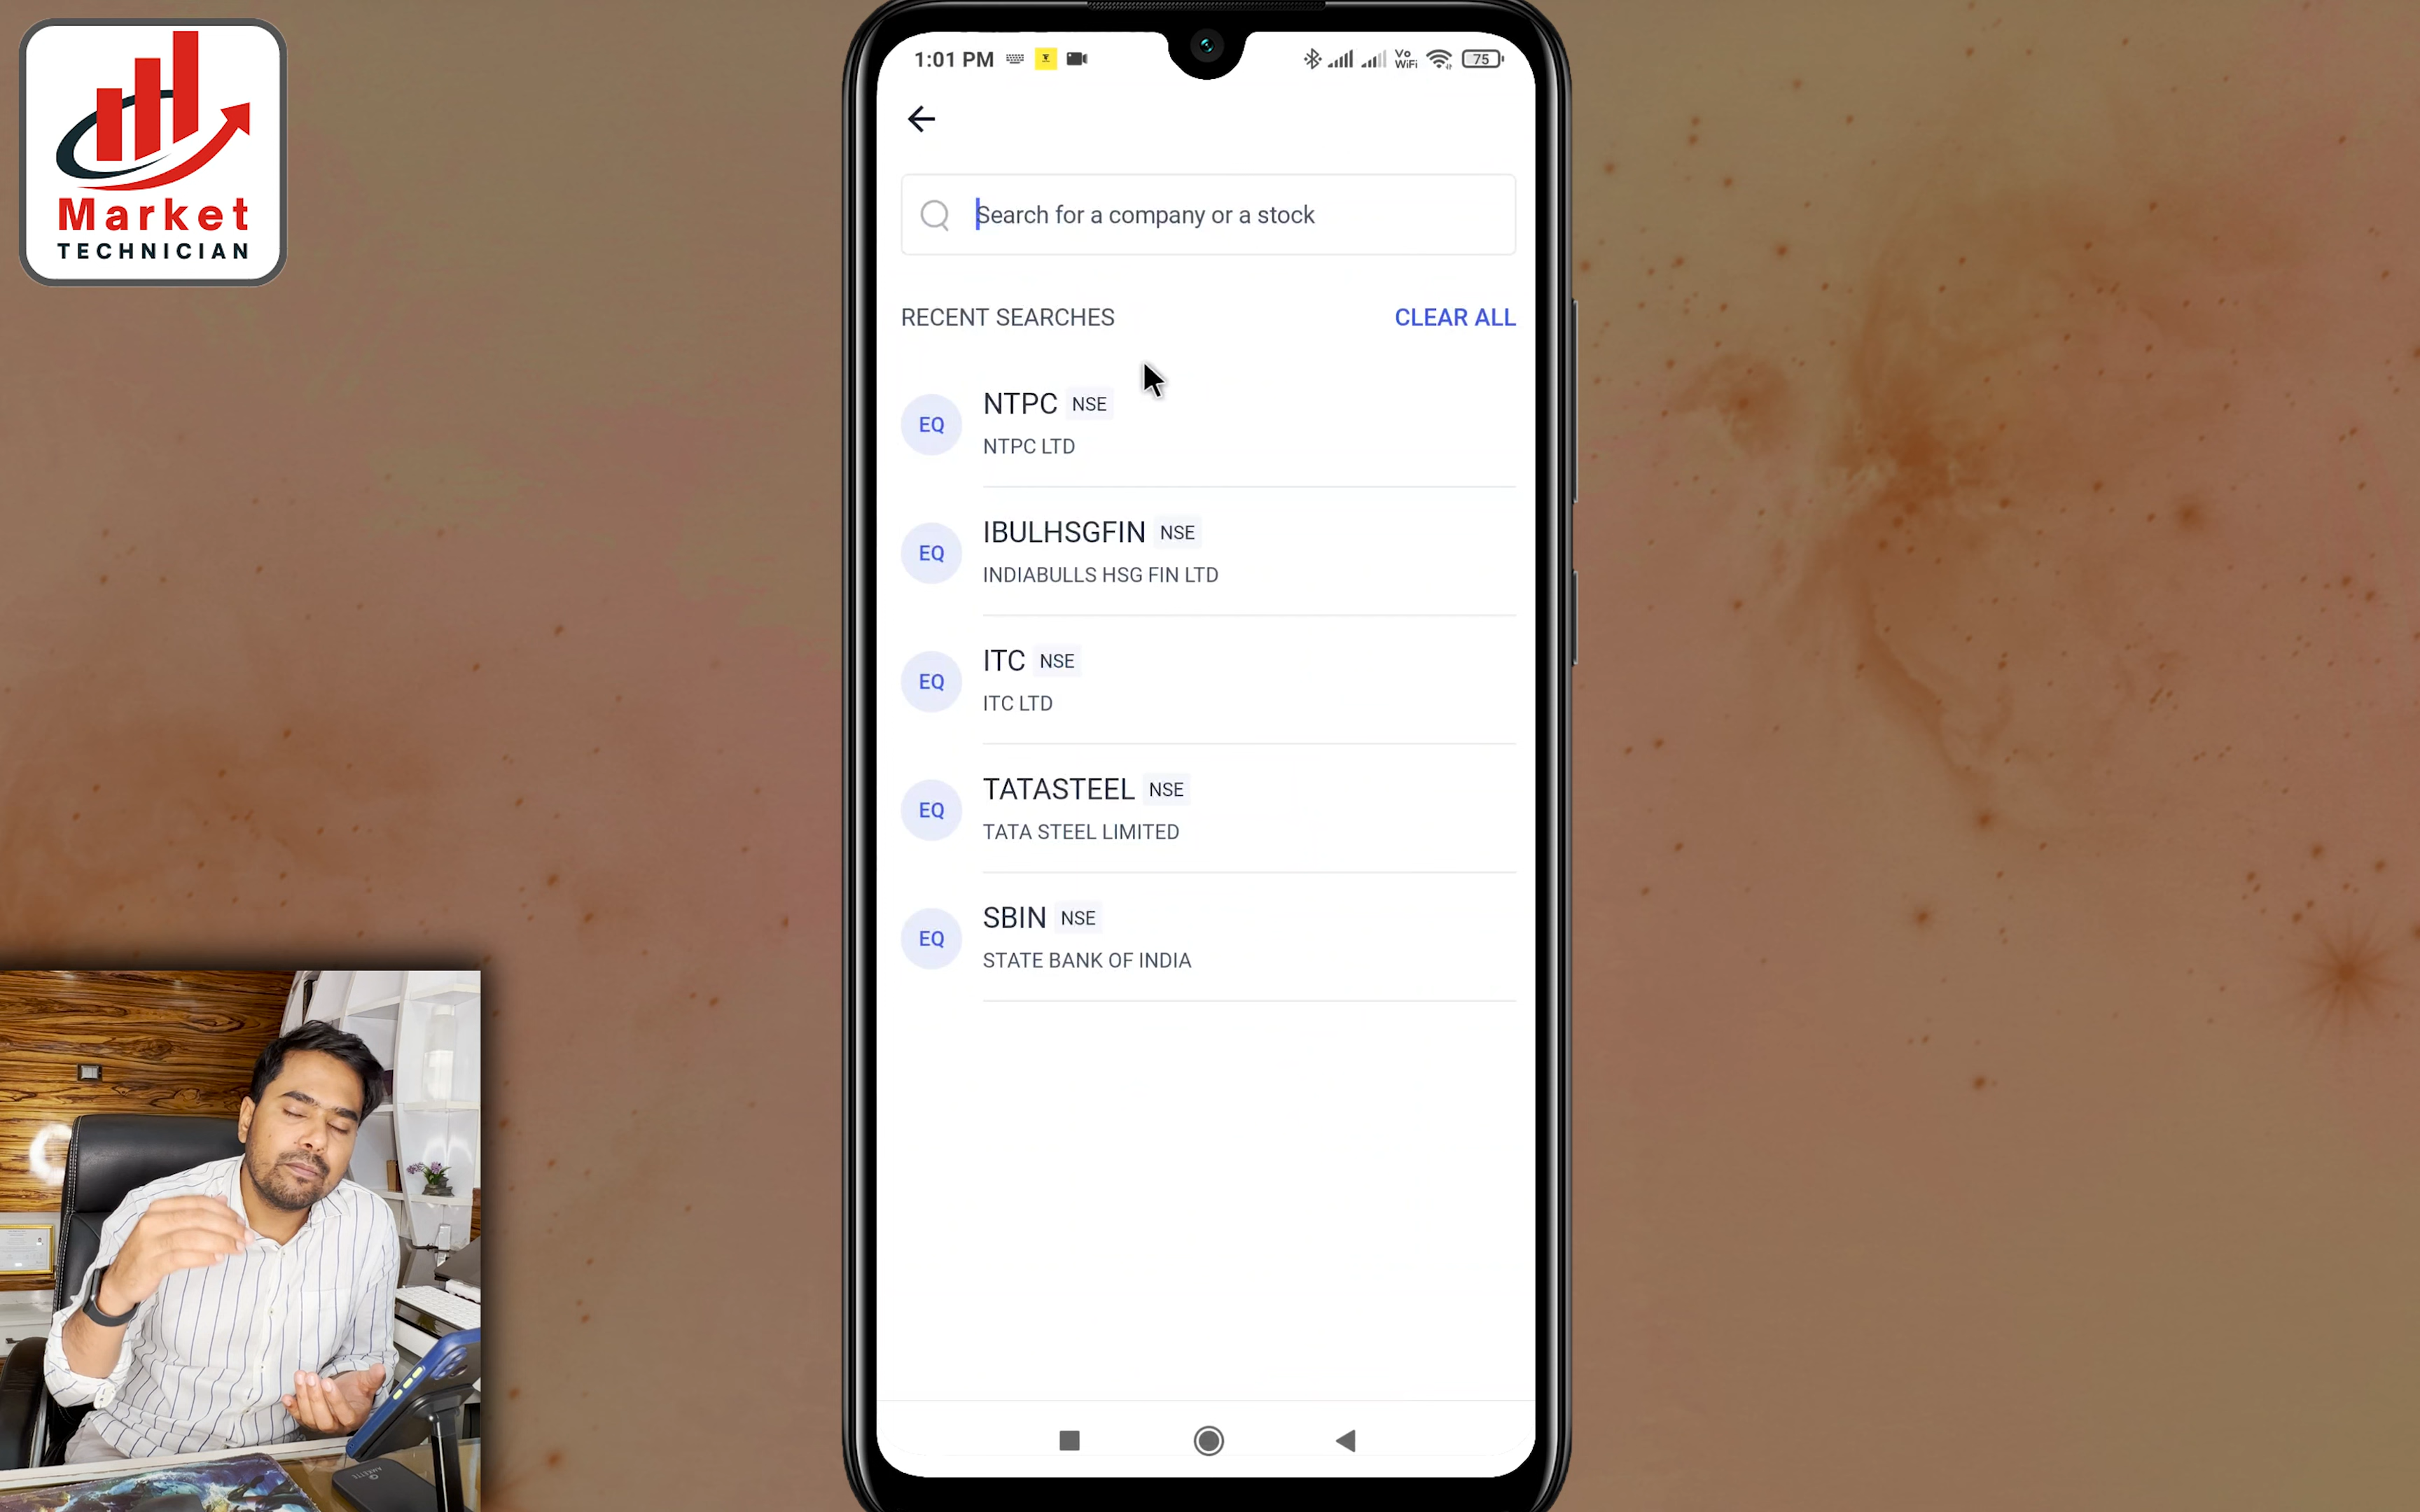 Market
TECHNICIAN
1:01 PM
Vo
WiFi
75
Search for a company or a stock
RECENT SEARCHES
CLEAR ALL
EQ
NTPC NSE
NTPC LTD
EQ
IBULHSGFIN NSE
INDIABULLS HSG FIN LTD
EQ
ITC NSE
ITC LTD
EQ
TATASTEEL NSE
TATA STEEL LIMITED
EQ
SBIN NSE
STATE BANK OF INDIA